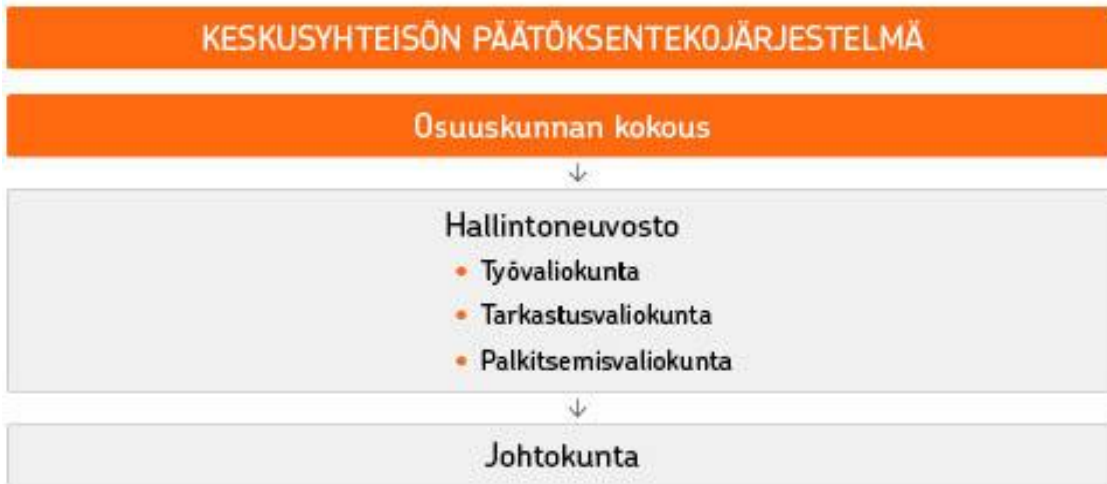 KESKUSYHTEISÖN PÄÄTÖKSENTEKOJÄRJESTELMÄ
Osuuskunnan kokous
↓
Hallintoneuvosto
• Työvaliokunta
• Tarkastusvaliokunta
• Palkitsemisvaliokunta
↓
Johtokunta